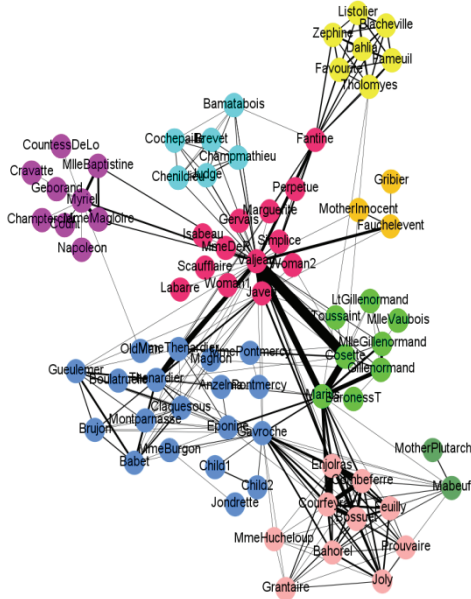 Listolier
Blacheville
Zephine
Dahlia
Fameuil
Favourite
Tholomyes
Bamatabois
Fantine
Cochepaille
Brevet
Champmathieu
Chenildieu
Judge
CountessDeLo
MlleBaptistine
Cravatte
Geborand
Myriel
Champtercier
Count
MmeMagloire
Napoleon
Perpetue
Gribier
Marguerite
MotherInnocent
Gervais
Fauchelevent
Isabeau
Simplice
MmeDeR
Valjean
Scaufflaire
Woman2
Labarre
Woman1
Javert
LtGillenormand
Toussaint
MlleVaubois
MlleGillenormand
Cosette
Gillenormand
Marius
BaronessT
OldMan
MmeThenardier
MmePontmercy
Magnon
Gueulemer
Boulatruelle
Thenardier
Anzelma
Pontmercy
Claquesous
Montparnasse
Brujon
Eponine
Gavroche
MmeBurgon
Babet
Child1
Child2
Jondrette
MotherPlutarch
Mabeuf
Enjolras
Combeferre
Courfeyrac
Feuilly
Bossuet
MmeHucheloup
Bahorel
Prouvaire
Joly
Grantaire